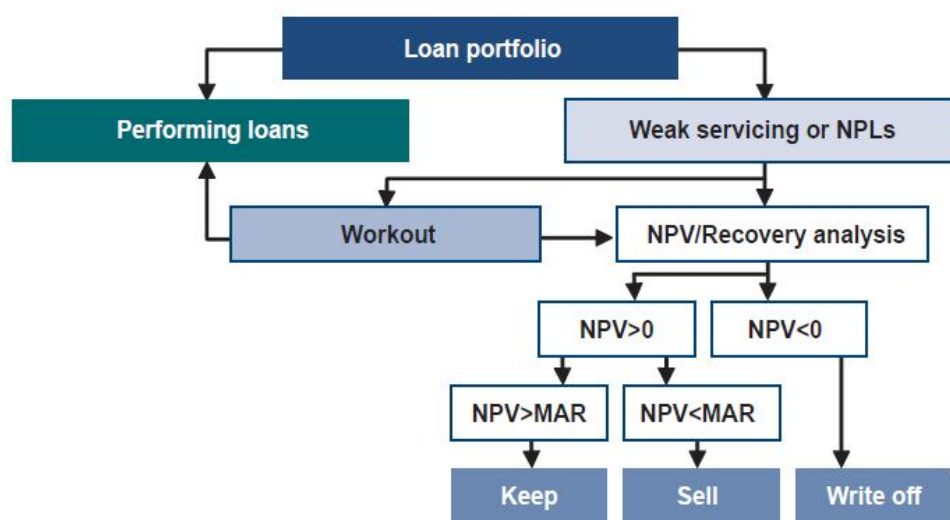 Loan portfolio
Performing loans
Weak servicing or NPLs
Workout
NPV/Recovery analysis
NPV>0
NPV<0
NPV>MAR
NPV<MAR
Keep
Sell
Write off